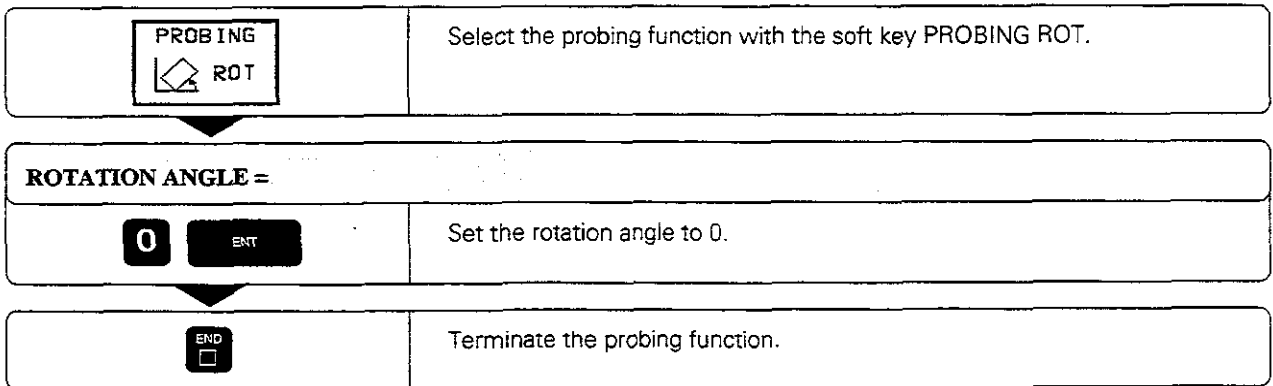 PROBING
ROT
Select the probing function with the soft key PROBING ROT.
ROTATION ANGLE =
0 ENT
Set the rotation angle to 0.
END
Terminate the probing function.